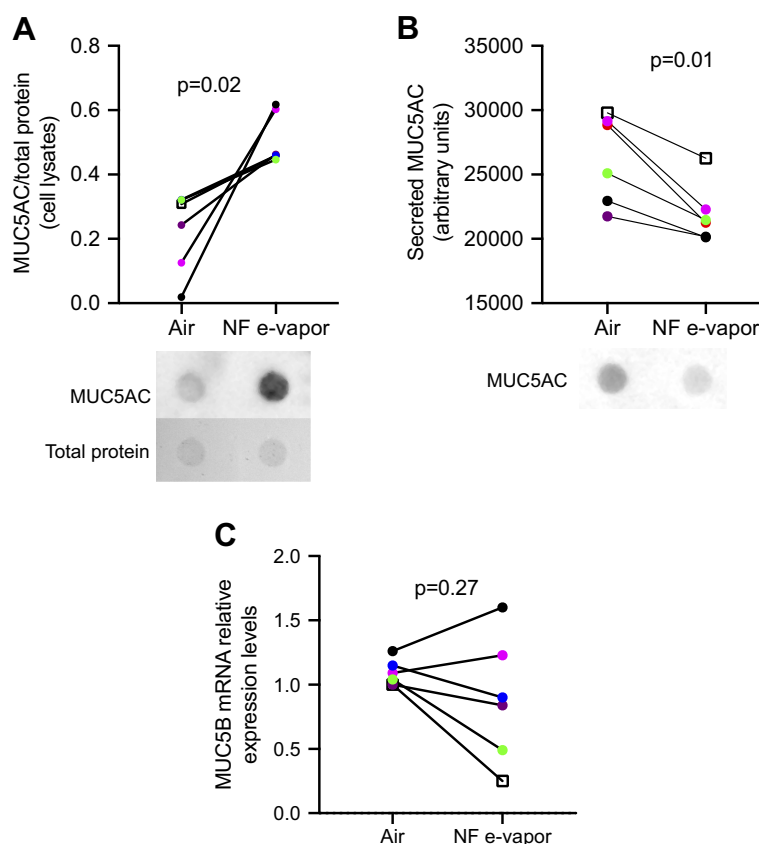 A
MUC5AC/total protein
(cell lysates)
0.8
0.6
0.4
0.2
0.0
p=0.02
Air
NF e-vapor
MUC5AC
Total protein
B
Secreted MUC5AC
(arbitrary units)
35000
30000
25000
20000
15000
p=0.01
Air
NF e-vapor
MUC5AC
C
MUC5B mRNA relative
expression levels
2.0
1.5
1.0
0.5
0.0
p=0.27
Air
NF e-vapor